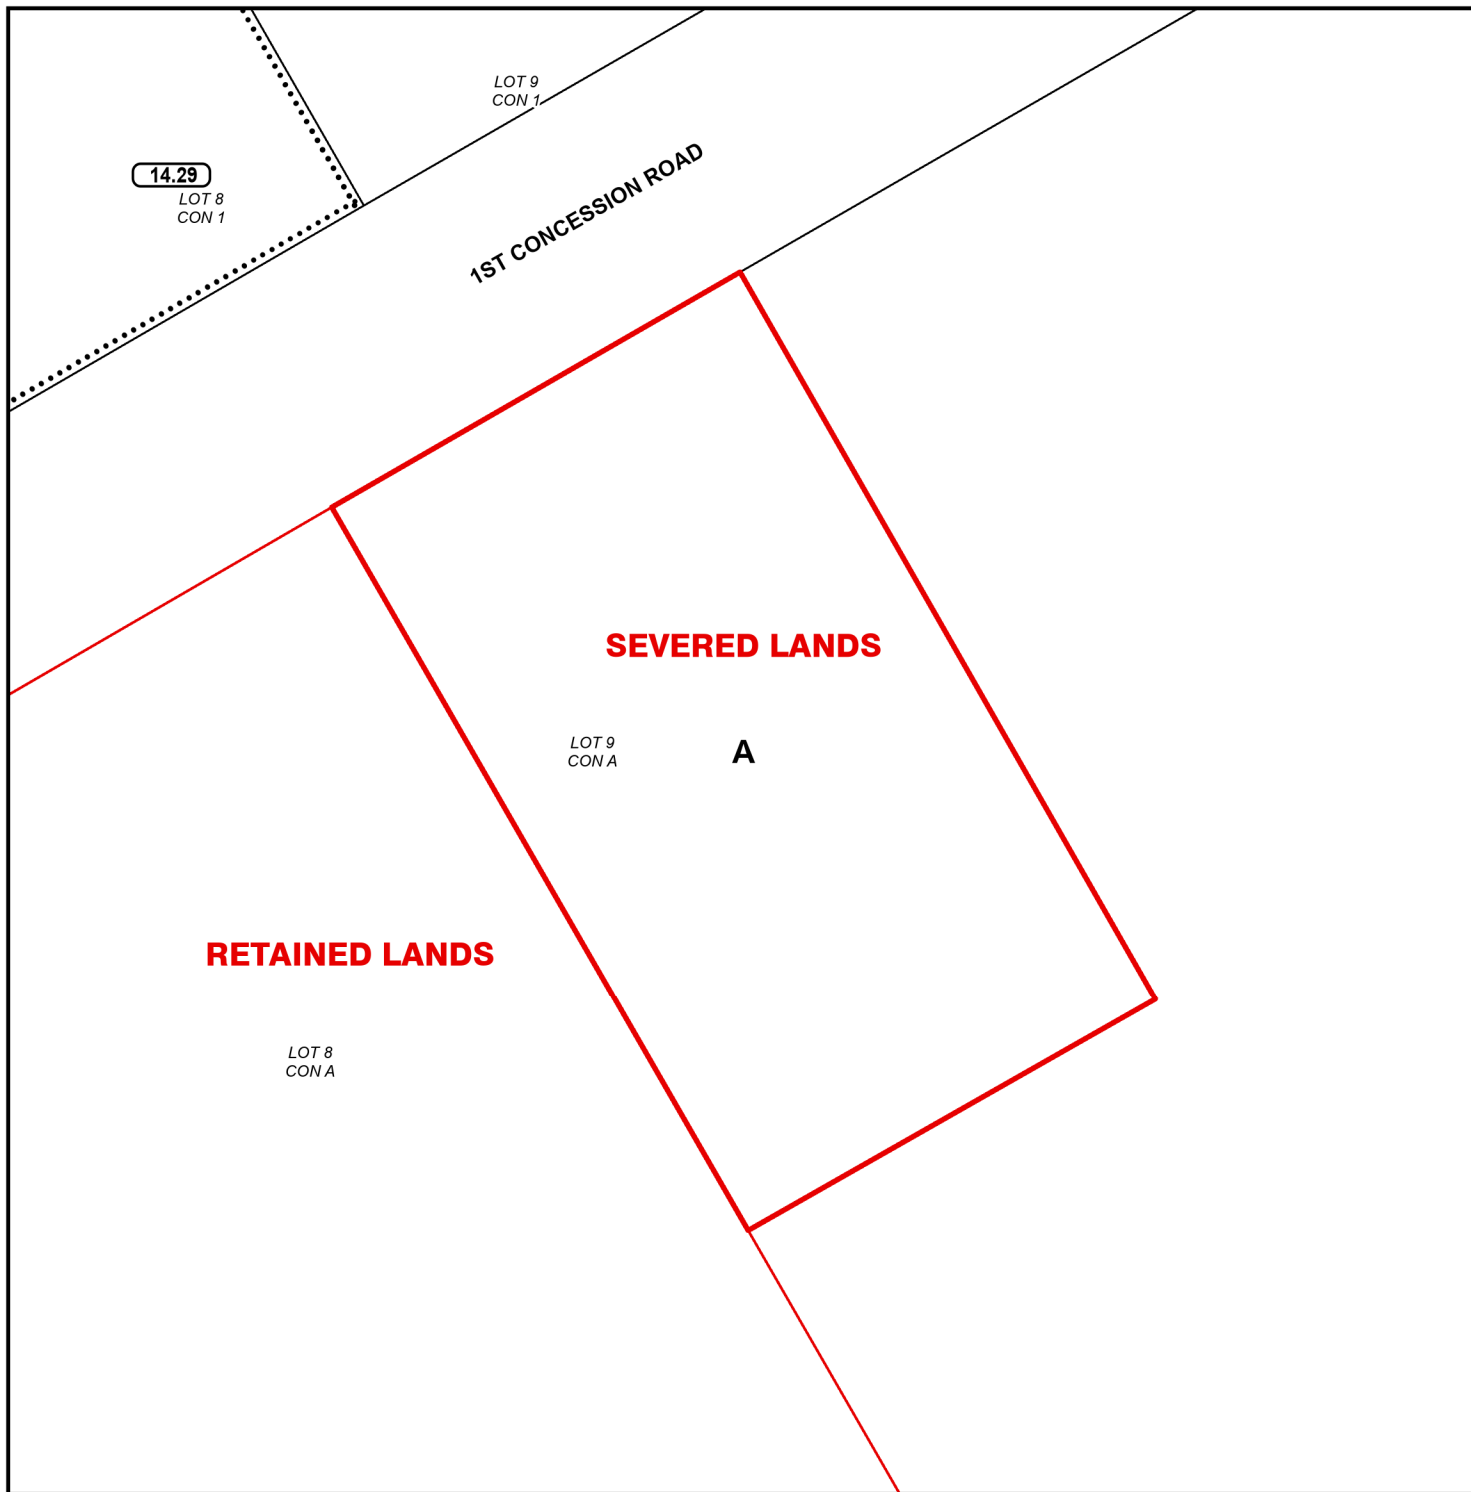 LOT 9
CON 1
1ST CONCESSION ROAD
14.29
LOT 8
CON 1
SEVERED LANDS
LOT 9
CON A
A
RETAINED LANDS
LOT 8
CON A